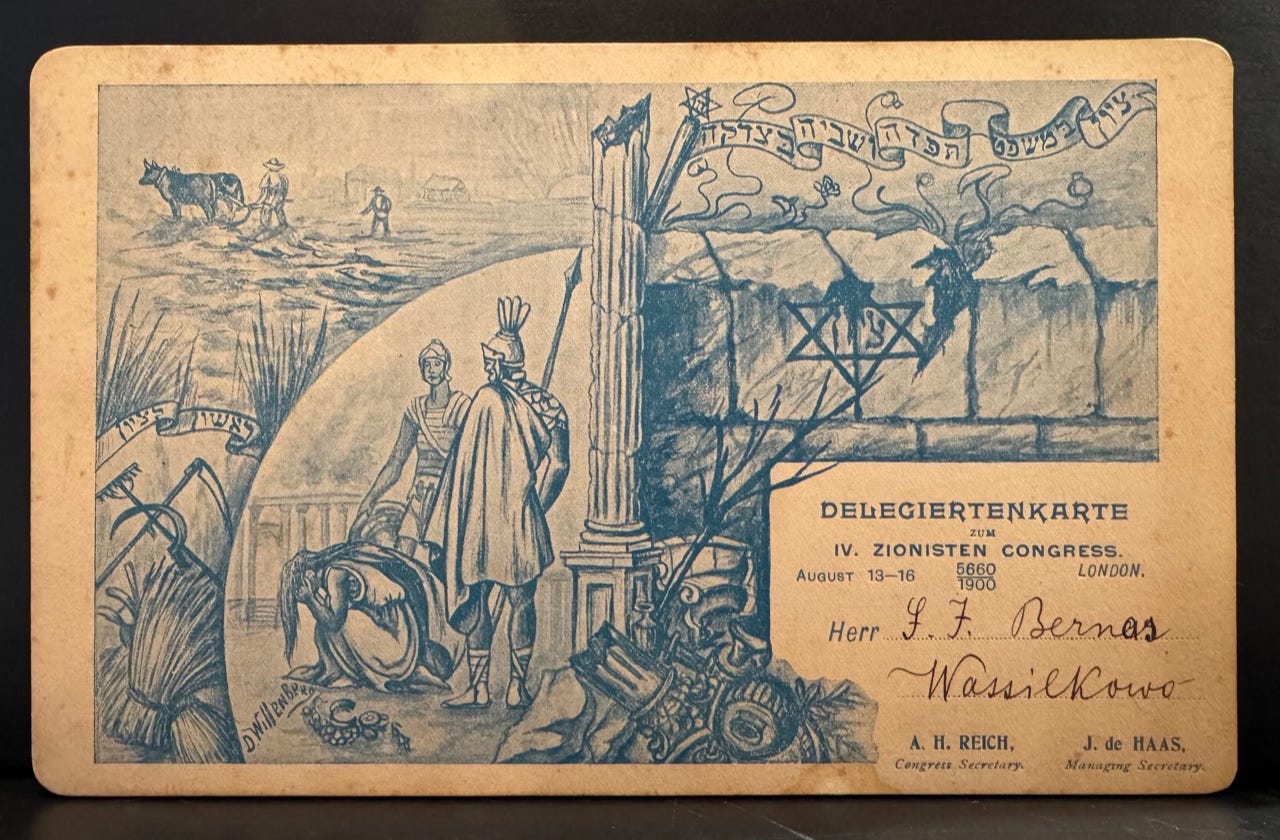 ציון במשפט תפדה ושביה בצדקה
ציון
ראשון לציון
D. Willenberg
DELEGIERTENKARTE
ZUM
IV. ZIONISTEN CONGRESS.
AUGUST 13–16 5660/1900 LONDON.
Herr S. F. Bernas
Wassilkowo
A. H. REICH, J. de HAAS,
Congress Secretary. Managing Secretary.